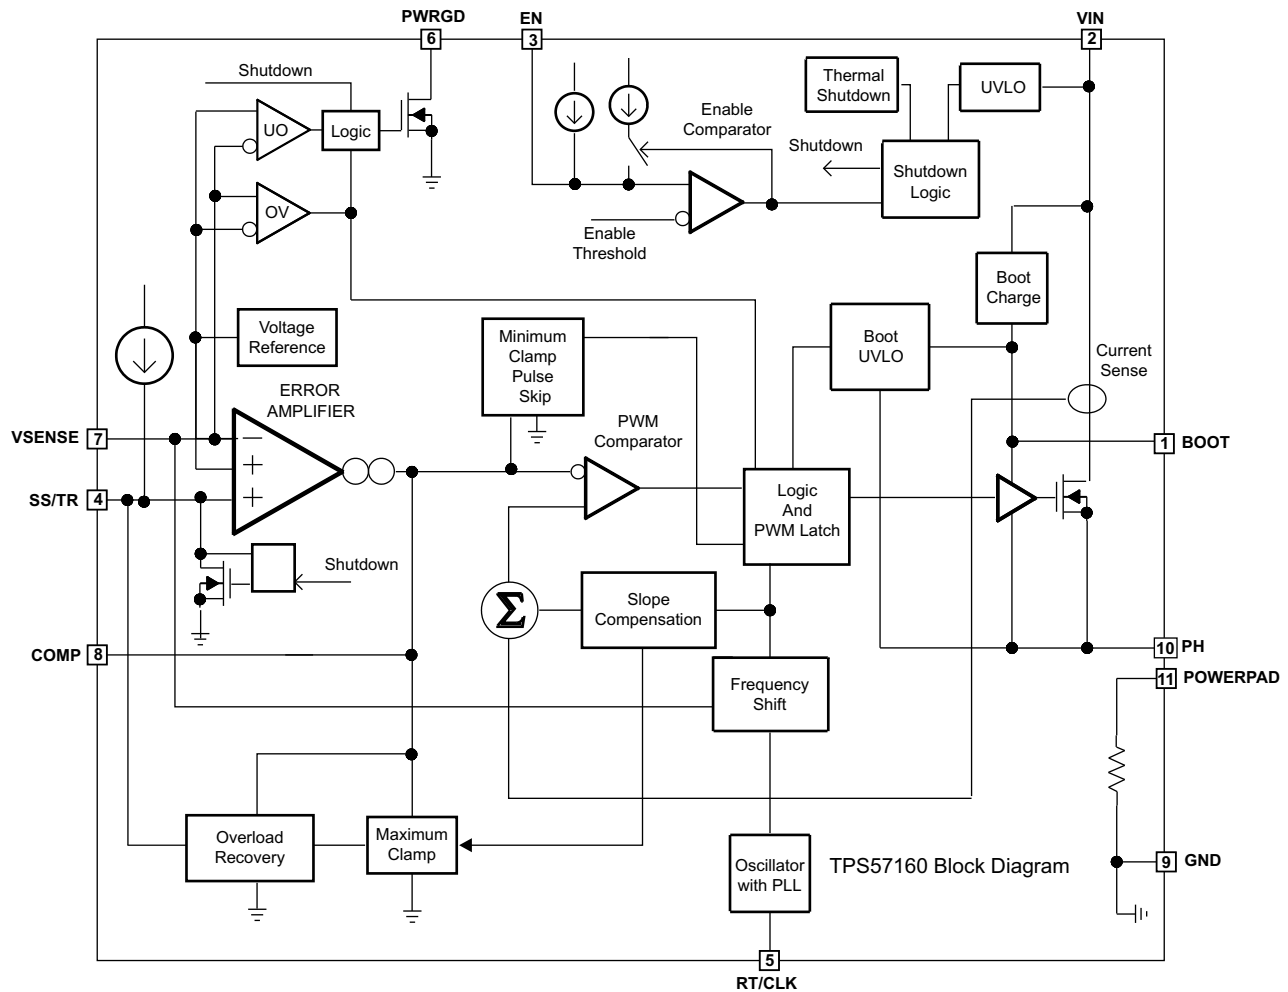 PWRGD
6
EN
3
VIN
2
Shutdown
UO
Logic
OV
Enable
Comparator
Enable
Threshold
Thermal
Shutdown
UVLO
Shutdown
Shutdown
Logic
Boot
Charge
Voltage
Reference
Minimum
Clamp
Pulse
Skip
Boot
UVLO
Current
Sense
ERROR
AMPLIFIER
PWM
Comparator
VSENSE
7
−
+
+
SS/TR
4
1
BOOT
Logic
And
PWM Latch
Shutdown
Σ
Slope
Compensation
COMP
8
10
PH
11
POWERPAD
Frequency
Shift
Overload
Recovery
Maximum
Clamp
Oscillator
with PLL
TPS57160 Block Diagram
9
GND
5
RT/CLK